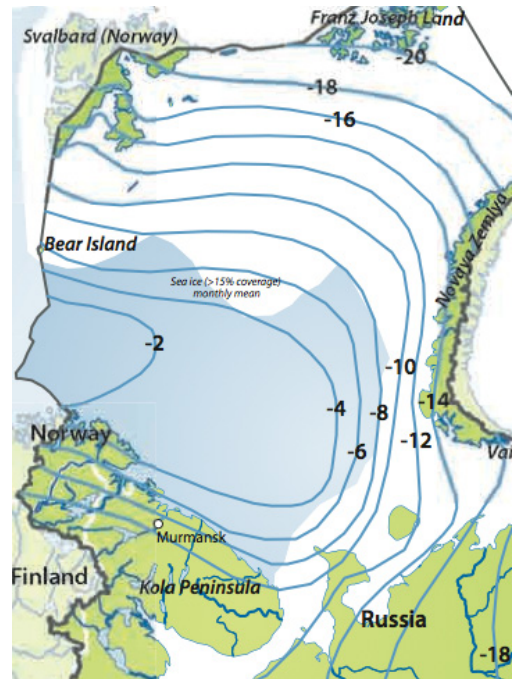 Svalbard (Norway)
Franz Joseph Land
-20
-18
-16
Novaya Zemlya
Bear Island
Sea ice (>15% coverage)
monthly mean
-2
-10
-4
-8
-14
-12
-6
Norway
Murmansk
Finland
Kola Peninsula
Russia
-18